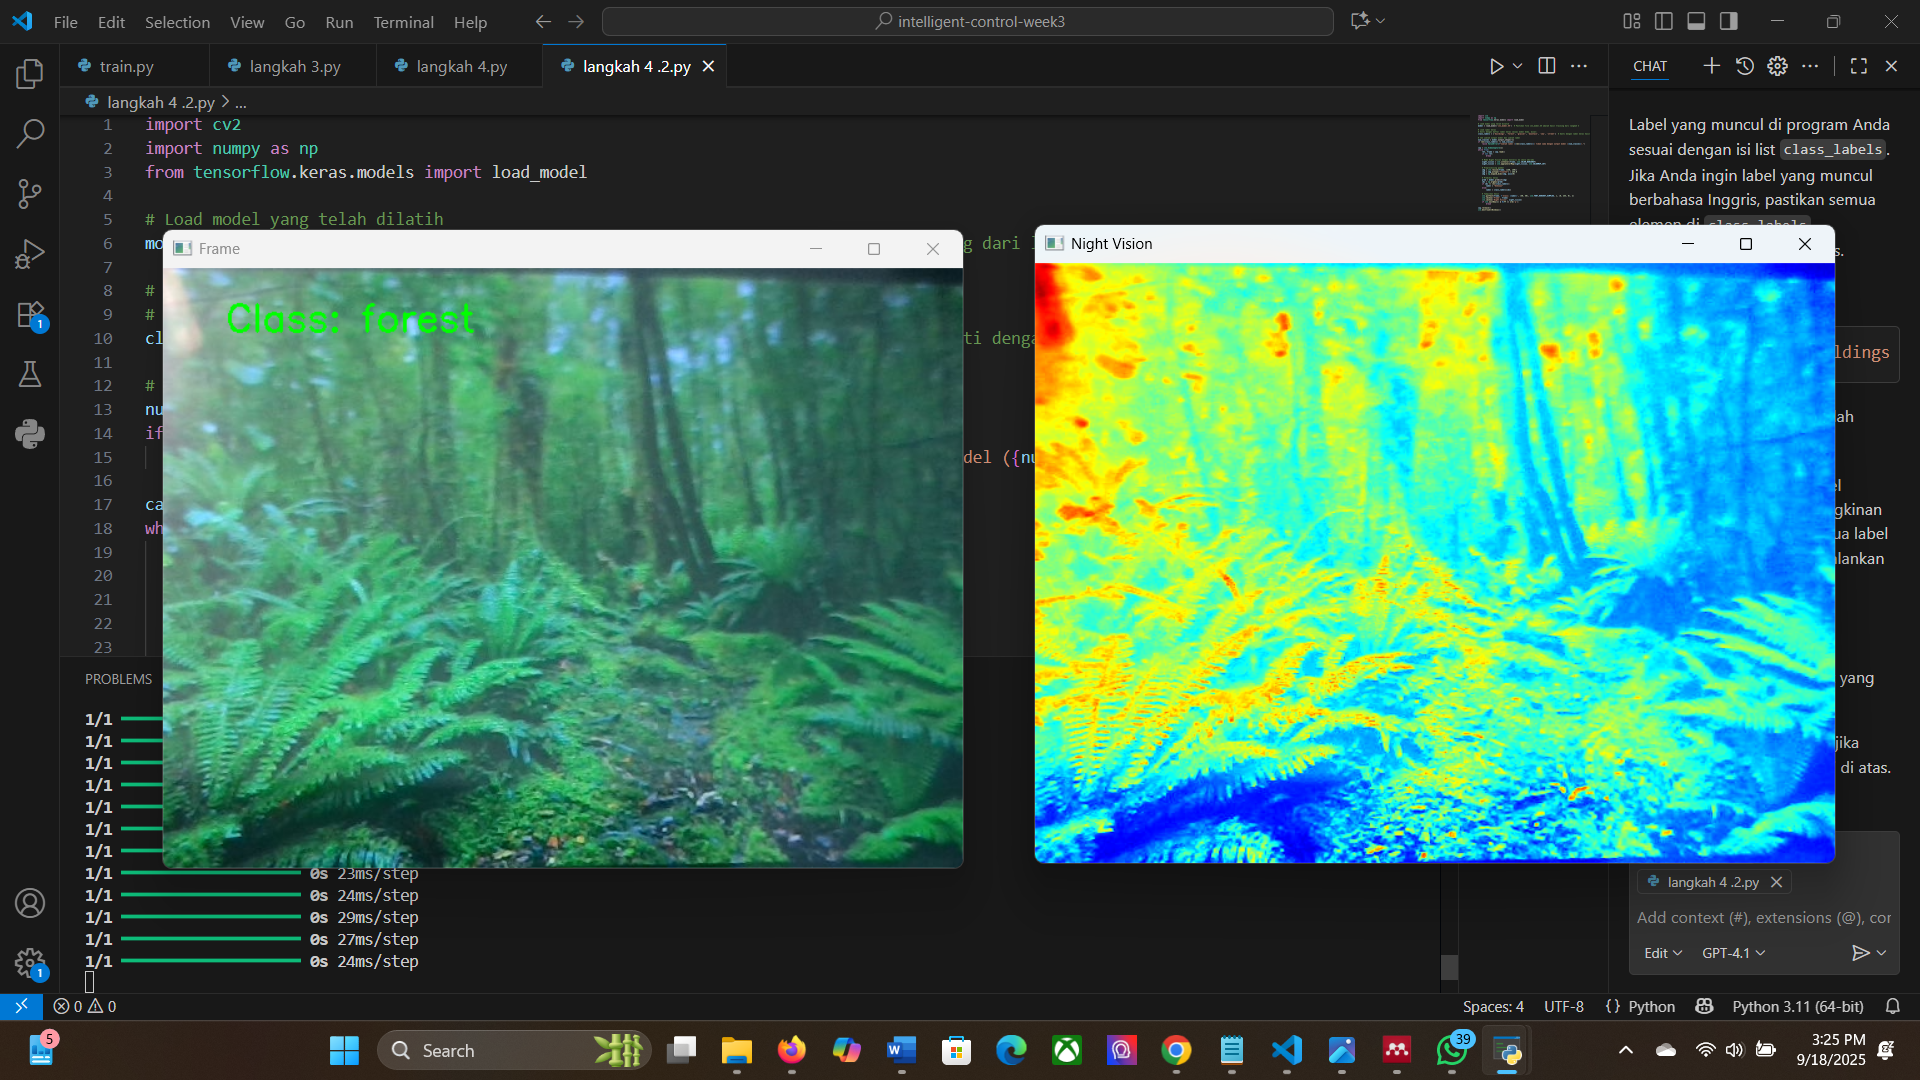 File Edit Selection View Go Run Terminal Help
intelligent-control-week3
train.py
langkah 3.py
langkah 4.py
langkah 4 .2.py
CHAT
langkah 4 .2.py > ...
1 import cv2
2 import numpy as np
3 from tensorflow.keras.models import load_model
4
5 # Load model yang telah dilatih
6 mo
7
8 #
9 #
10 cl
11
12 #
13 nu
14 if
15
16
17 ca
18 wh
19
20
21
22
23
g dari
ti denga
del ({nu
Label yang muncul di program Anda
sesuai dengan isi list class_labels.
Jika Anda ingin label yang muncul
berbahasa Inggris, pastikan semua
elemen di class_labels
s.
ldings
ah
el
gkinan
ua label
alankan
yang
jika
di atas.
Frame
Class: forest
Night Vision
PROBLEMS
1/1
1/1
1/1
1/1
1/1
1/1
1/1
1/1 0s 23ms/step
1/1 0s 24ms/step
1/1 0s 29ms/step
1/1 0s 27ms/step
1/1 0s 24ms/step
langkah 4 .2.py
Add context (#), extensions (@), cor
Edit GPT-4.1
0 0
Spaces: 4 UTF-8 {} Python Python 3.11 (64-bit)
5
Search
39
3:25 PM
9/18/2025